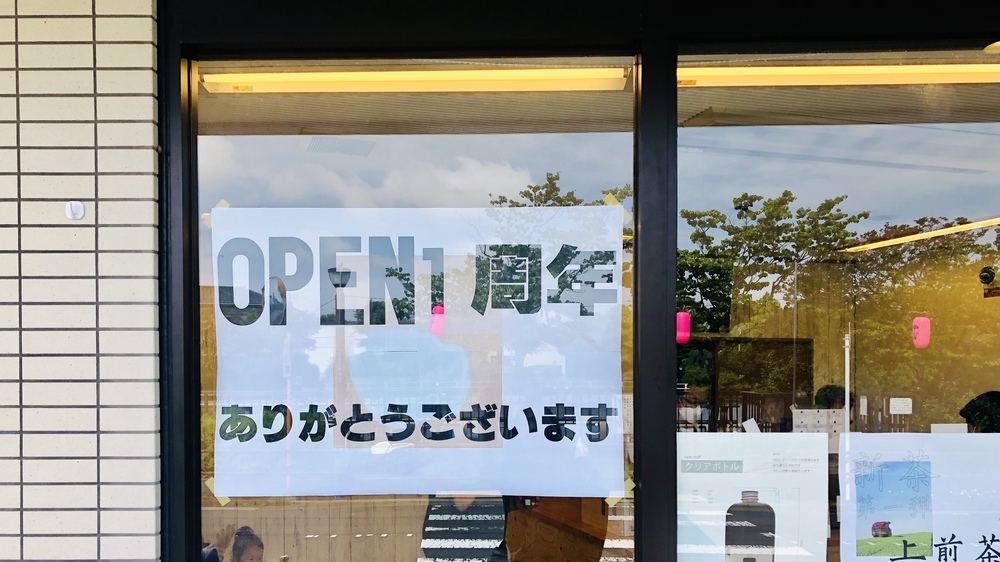 OPEN1周年
ありがとうございます
クリアボトル
新茶
上前茶